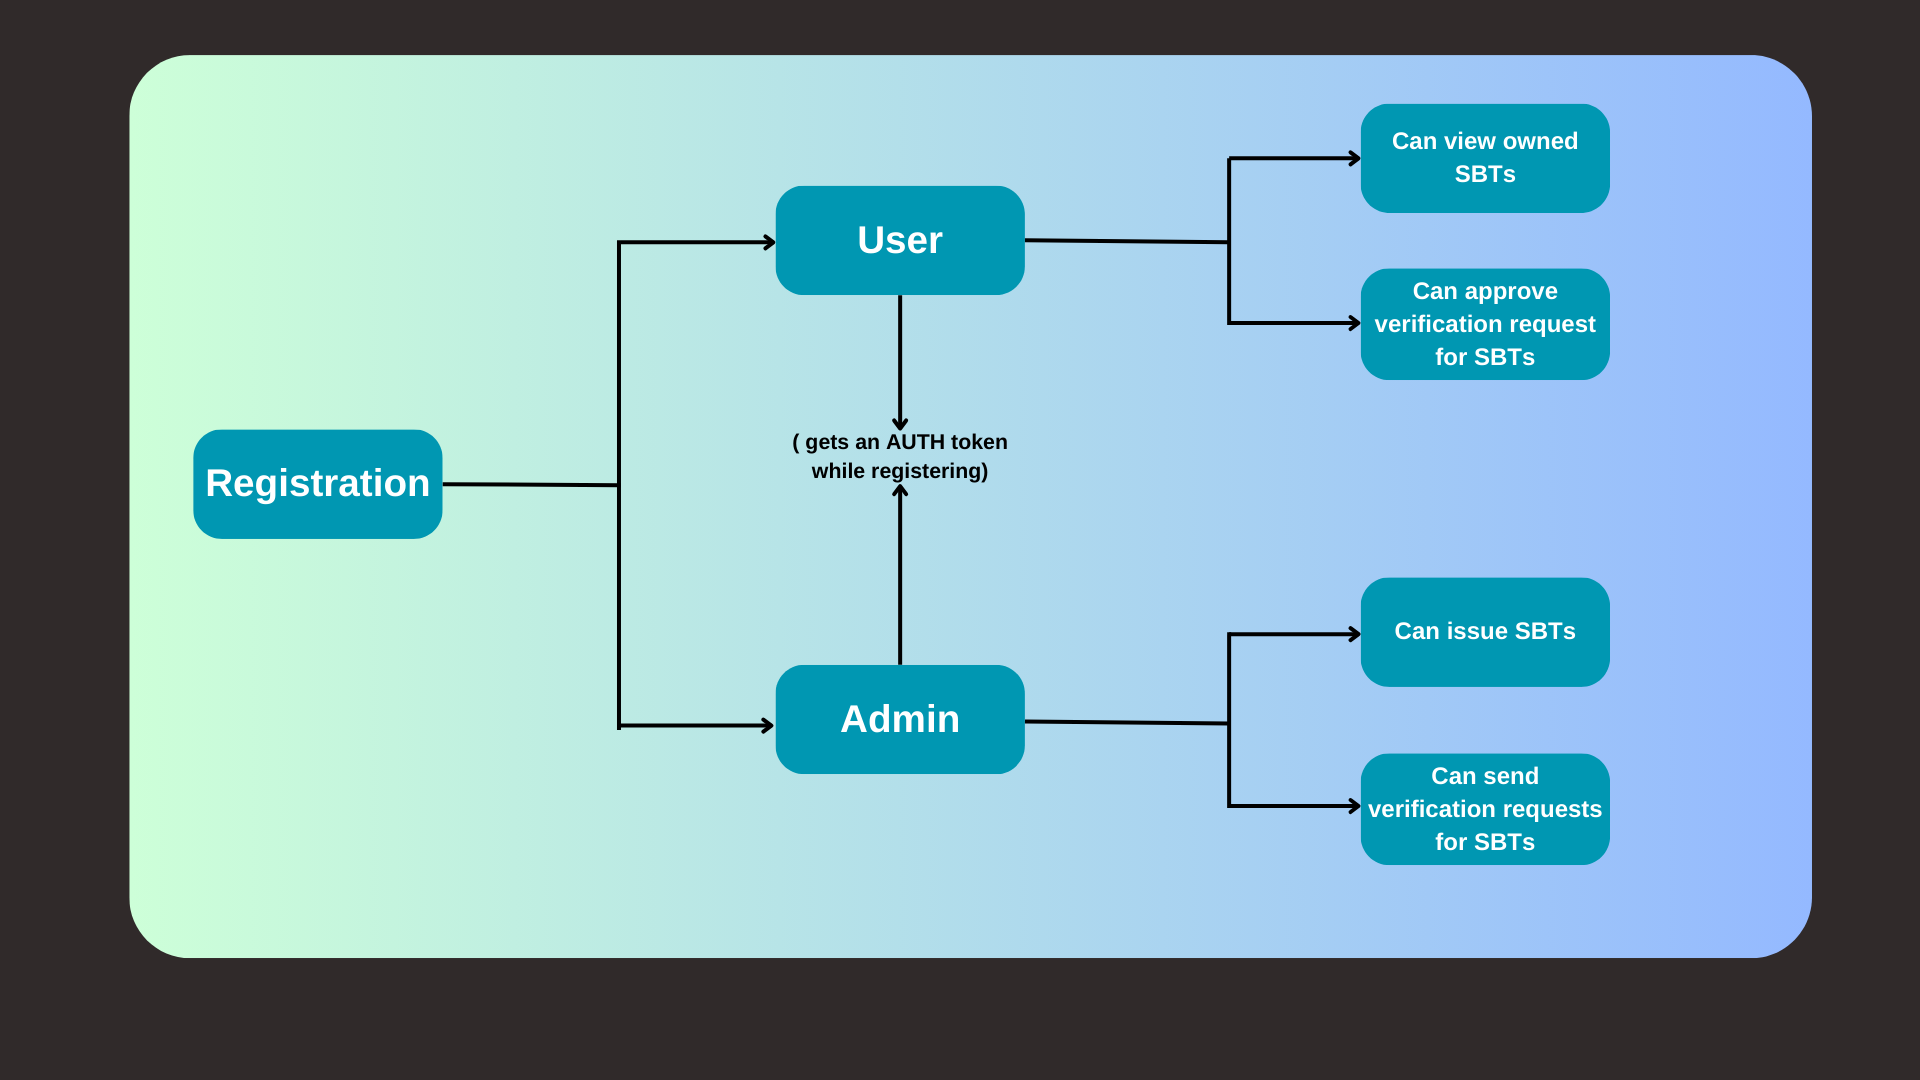 Registration
User
( gets an AUTH token
while registering)
Admin
Can view owned
SBTs
Can approve
verification request
for SBTs
Can issue SBTs
Can send
verification requests
for SBTs